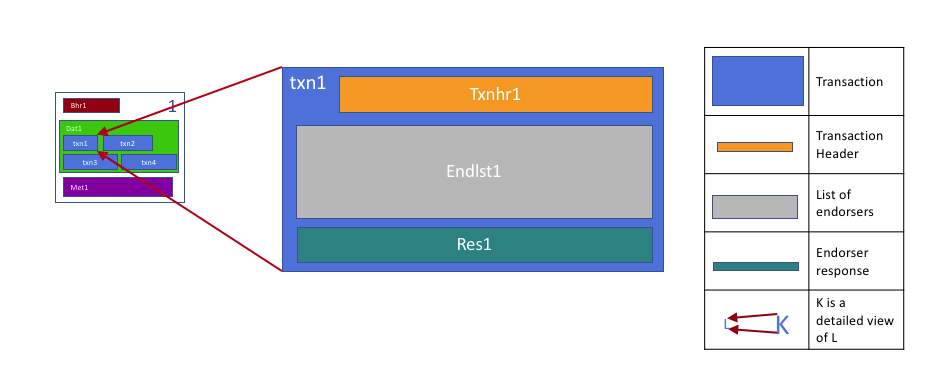 Bhr1
1
Dat1
txn1
txn2
txn3
txn4
Met1
txn1
Txnhr1
Endlst1
Res1
Transaction
Transaction
Header
List of
endorsers
Endorser
response
L
K
K is a
detailed view
of L